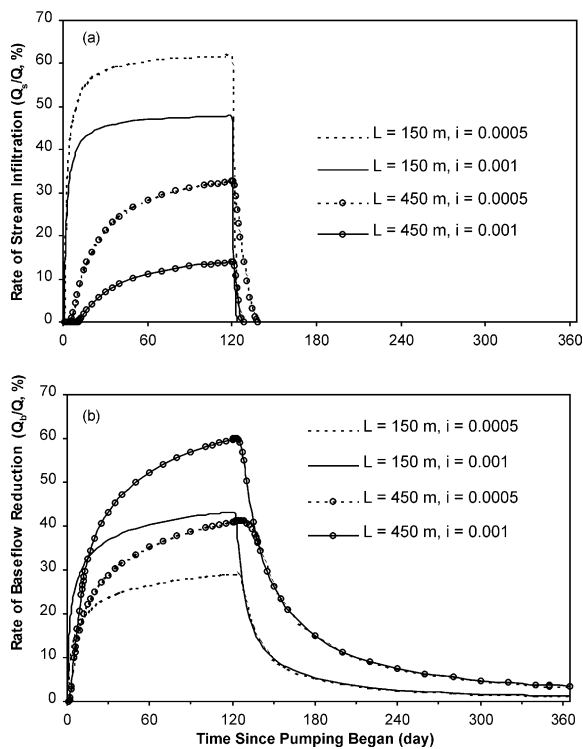 70
(a)
60
50
40
30
20
10
0
Rate of Stream Infiltration (Qs/Q, %)
L = 150 m, i = 0.0005
L = 150 m, i = 0.001
L = 450 m, i = 0.0005
L = 450 m, i = 0.001
0 60 120 180 240 300 360
70
(b)
60
50
40
30
20
10
0
Rate of Baseflow Reduction (Qb/Q, %)
L = 150 m, i = 0.0005
L = 150 m, i = 0.001
L = 450 m, i = 0.0005
L = 450 m, i = 0.001
0 60 120 180 240 300 360
Time Since Pumping Began (day)